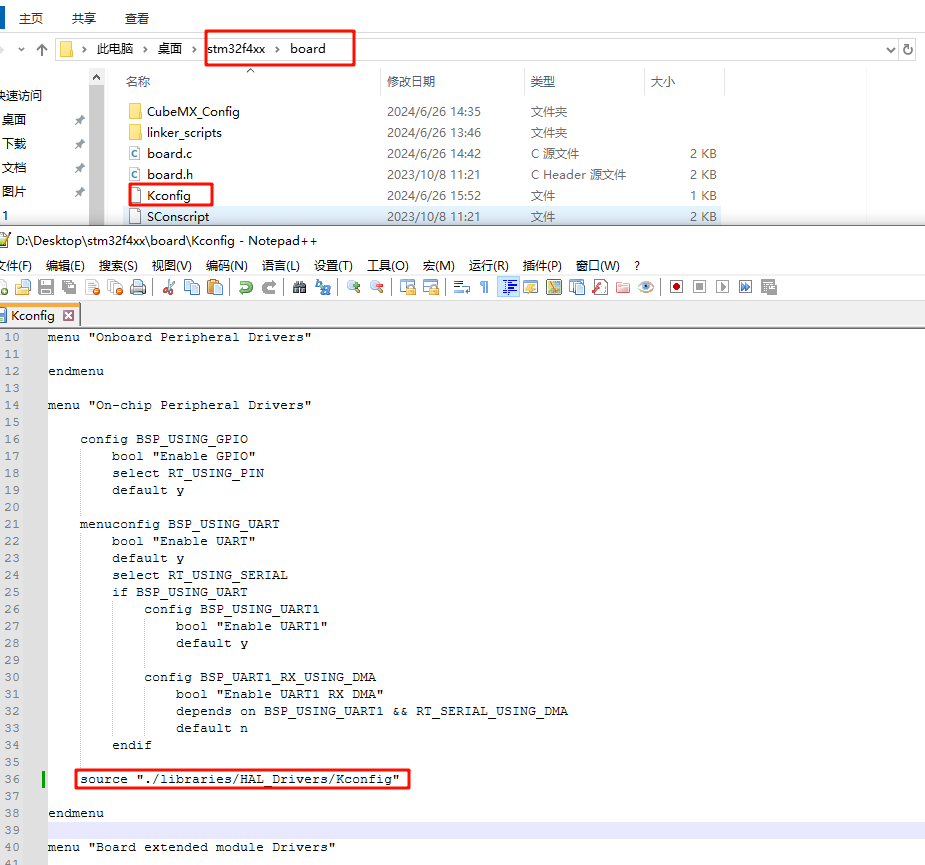 主页 共享 查看
此电脑 › 桌面 › stm32f4xx › board
快速访问
桌面
下载
文档
图片
1
名称 修改日期 类型 大小
CubeMX_Config 2024/6/26 14:35 文件夹
linker_scripts 2024/6/26 13:46 文件夹
board.c 2024/6/26 14:42 C 源文件 2 KB
board.h 2023/10/8 11:21 C Header 源文件 2 KB
Kconfig 2024/6/26 15:52 文件 1 KB
SConscript 2023/10/8 11:21 文件 2 KB
D:\Desktop\stm32f4xx\board\Kconfig - Notepad++
文件(F) 编辑(E) 搜索(S) 视图(V) 编码(N) 语言(L) 设置(T) 工具(O) 宏(M) 运行(R) 插件(P) 窗口(W) ?
Kconfig
10 menu "Onboard Peripheral Drivers"
11
12 endmenu
13
14 menu "On-chip Peripheral Drivers"
15
16 config BSP_USING_GPIO
17 bool "Enable GPIO"
18 select RT_USING_PIN
19 default y
20
21 menuconfig BSP_USING_UART
22 bool "Enable UART"
23 default y
24 select RT_USING_SERIAL
25 if BSP_USING_UART
26 config BSP_USING_UART1
27 bool "Enable UART1"
28 default y
29
30 config BSP_UART1_RX_USING_DMA
31 bool "Enable UART1 RX DMA"
32 depends on BSP_USING_UART1 && RT_SERIAL_USING_DMA
33 default n
34 endif
35
36 source "./libraries/HAL_Drivers/Kconfig"
37
38 endmenu
39
40 menu "Board extended module Drivers"
41